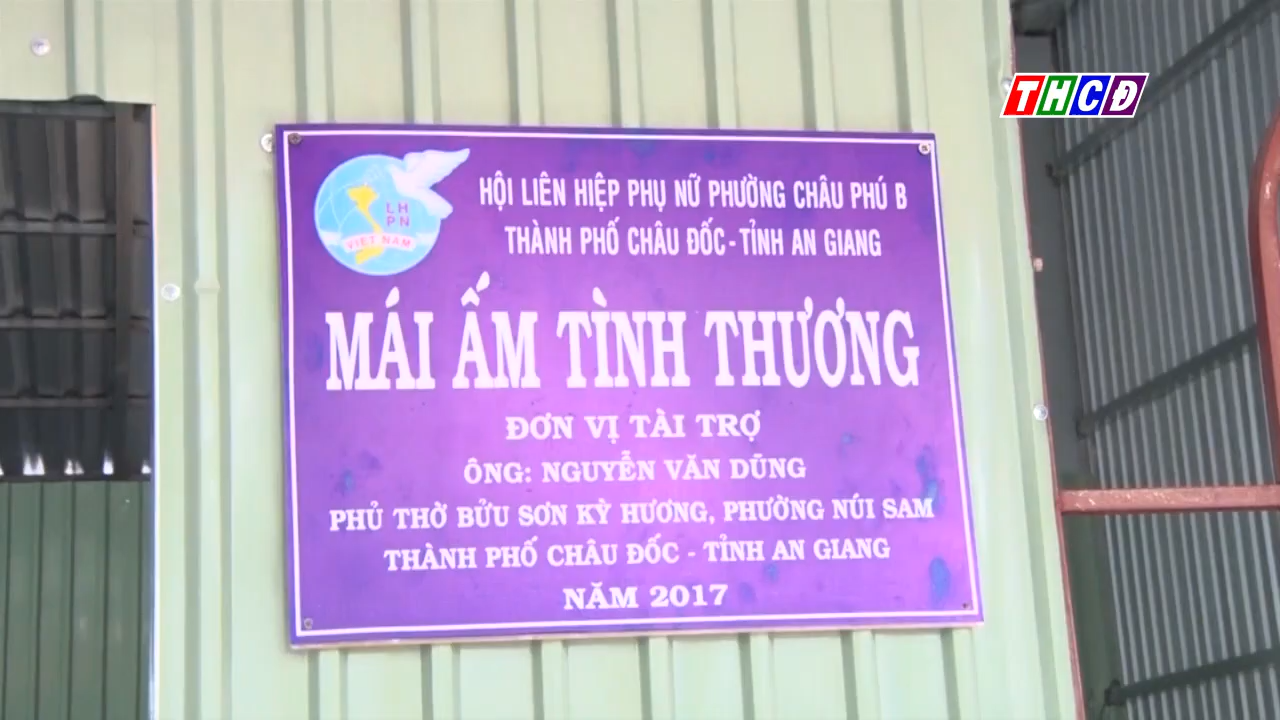 THCĐ
LH
PN
VIỆT NAM
HỘI LIÊN HIỆP PHỤ NỮ PHƯỜNG CHÂU PHÚ B
THÀNH PHỐ CHÂU ĐỐC - TỈNH AN GIANG
MÁI ẤM TÌNH THƯƠNG
ĐƠN VỊ TÀI TRỢ
ÔNG: NGUYỄN VĂN DŨNG
PHỦ THỜ BỬU SƠN KỲ HƯƠNG, PHƯỜNG NÚI SAM
THÀNH PHỐ CHÂU ĐỐC - TỈNH AN GIANG
NĂM 2017